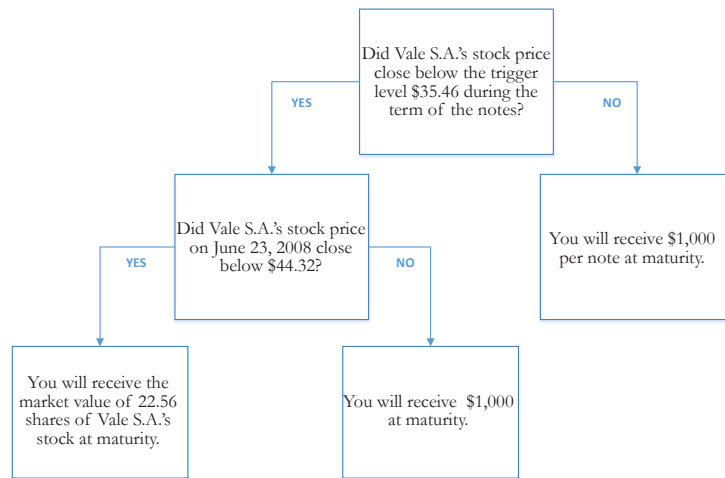 Did Vale S.A.'s stock price
close below the trigger
level $35.46 during the
term of the notes?
YES
NO
Did Vale S.A.'s stock price
on June 23, 2008 close
below $44.32?
You will receive $1,000
per note at maturity.
YES
NO
You will receive the
market value of 22.56
shares of Vale S.A.'s
stock at maturity.
You will receive $1,000
at maturity.